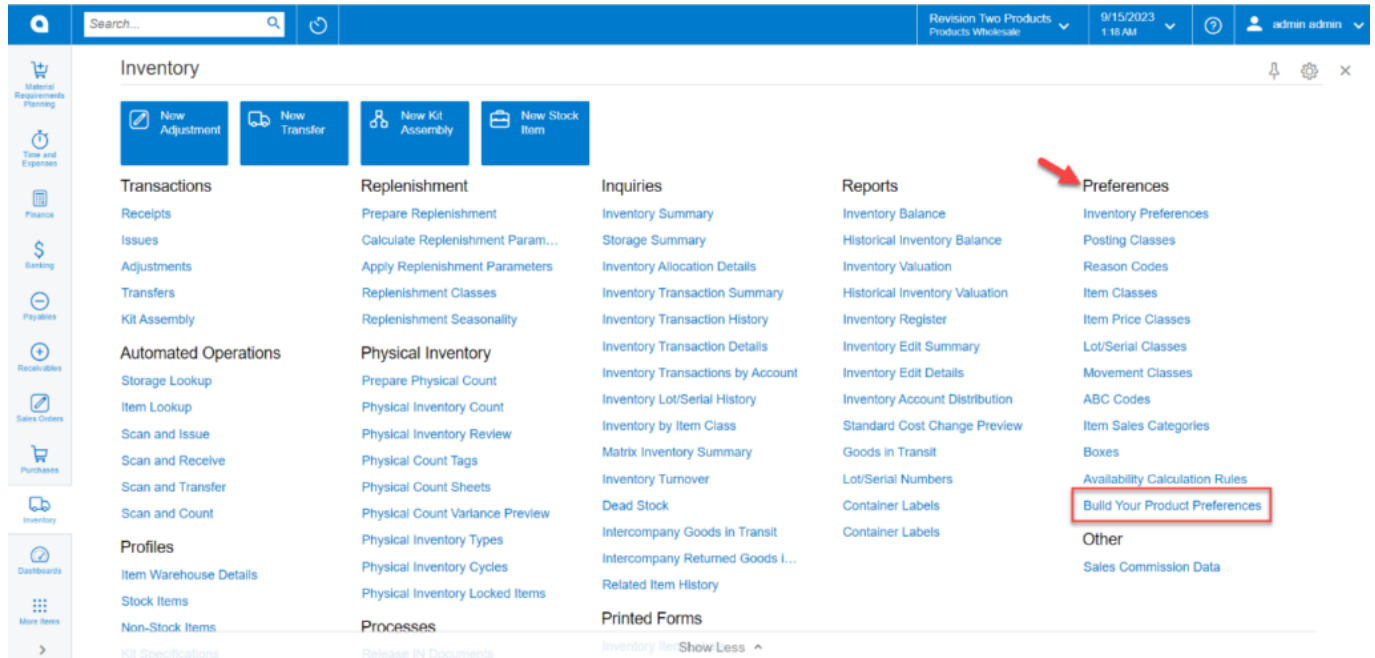 Search...
Revision Two Products
Products Wholesale
9/15/2023
1:18 AM
admin admin
Material
Requirements
Planning
Time and
Expenses
Finance
Banking
Payables
Receivables
Sales Orders
Purchases
Inventory
Dashboards
More Items
Inventory
New
Adjustment
New
Transfer
New Kit
Assembly
New Stock
Item
Transactions
Receipts
Issues
Adjustments
Transfers
Kit Assembly
Automated Operations
Storage Lookup
Item Lookup
Scan and Issue
Scan and Receive
Scan and Transfer
Scan and Count
Profiles
Item Warehouse Details
Stock Items
Non-Stock Items
Kit Specifications
Replenishment
Prepare Replenishment
Calculate Replenishment Param...
Apply Replenishment Parameters
Replenishment Classes
Replenishment Seasonality
Physical Inventory
Prepare Physical Count
Physical Inventory Count
Physical Inventory Review
Physical Count Tags
Physical Count Sheets
Physical Count Variance Preview
Physical Inventory Types
Physical Inventory Cycles
Physical Inventory Locked Items
Processes
Release IN Documents
Inquiries
Inventory Summary
Storage Summary
Inventory Allocation Details
Inventory Transaction Summary
Inventory Transaction History
Inventory Transaction Details
Inventory Transactions by Account
Inventory Lot/Serial History
Inventory by Item Class
Matrix Inventory Summary
Inventory Turnover
Dead Stock
Intercompany Goods in Transit
Intercompany Returned Goods i...
Related Item History
Printed Forms
Inventory
Show Less
Reports
Inventory Balance
Historical Inventory Balance
Inventory Valuation
Historical Inventory Valuation
Inventory Register
Inventory Edit Summary
Inventory Edit Details
Inventory Account Distribution
Standard Cost Change Preview
Goods in Transit
Lot/Serial Numbers
Container Labels
Container Labels
Preferences
Inventory Preferences
Posting Classes
Reason Codes
Item Classes
Item Price Classes
Lot/Serial Classes
Movement Classes
ABC Codes
Item Sales Categories
Boxes
Availability Calculation Rules
Build Your Product Preferences
Other
Sales Commission Data